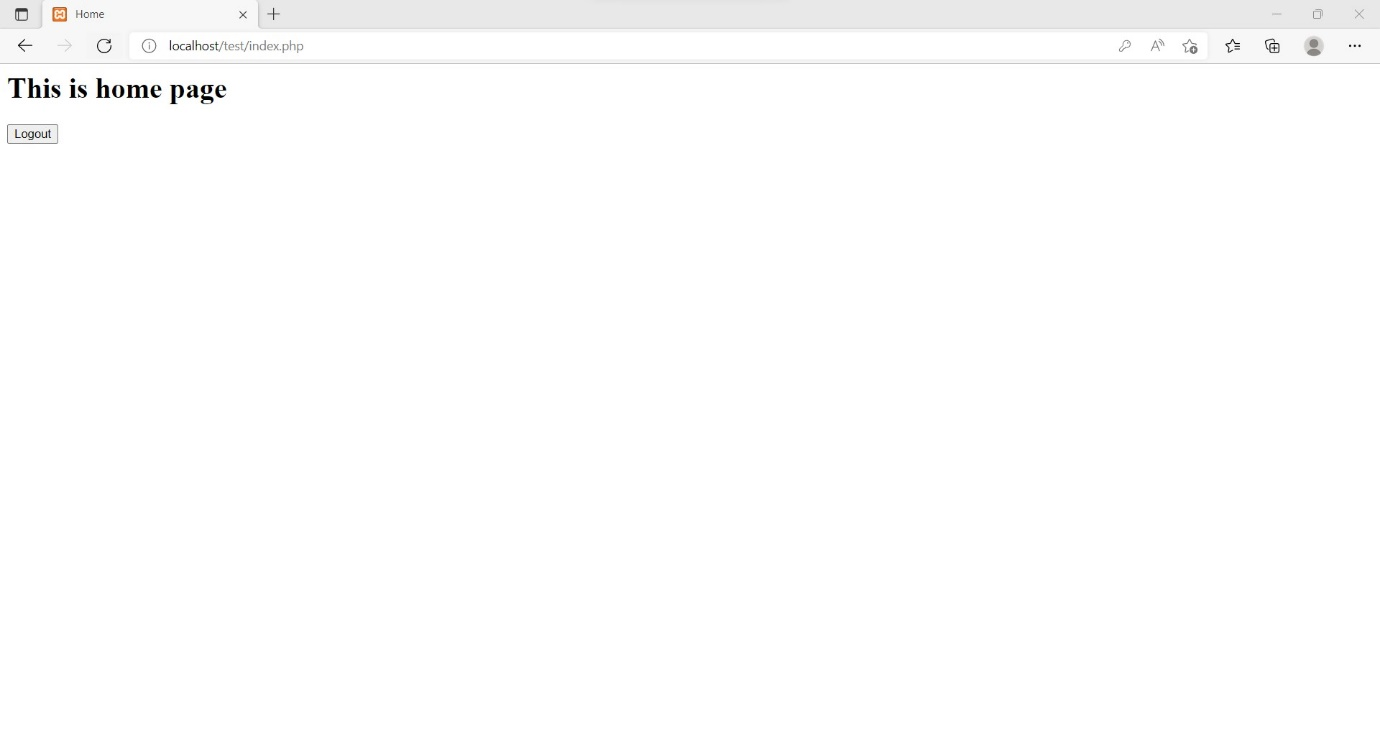 Home
localhost/test/index.php
This is home page
Logout